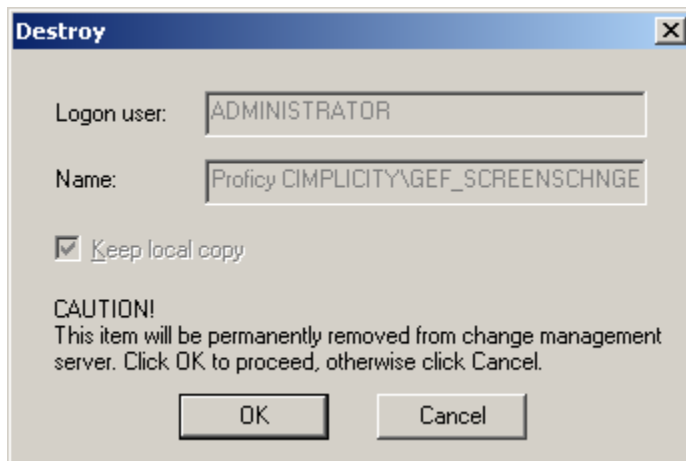 Destroy
Logon user: ADMINISTRATOR
Name: Proficy CIMPLICITY\GEF_SCREENSCHNGE
Keep local copy
CAUTION!
This item will be permanently removed from change management
server. Click OK to proceed, otherwise click Cancel.
OK Cancel